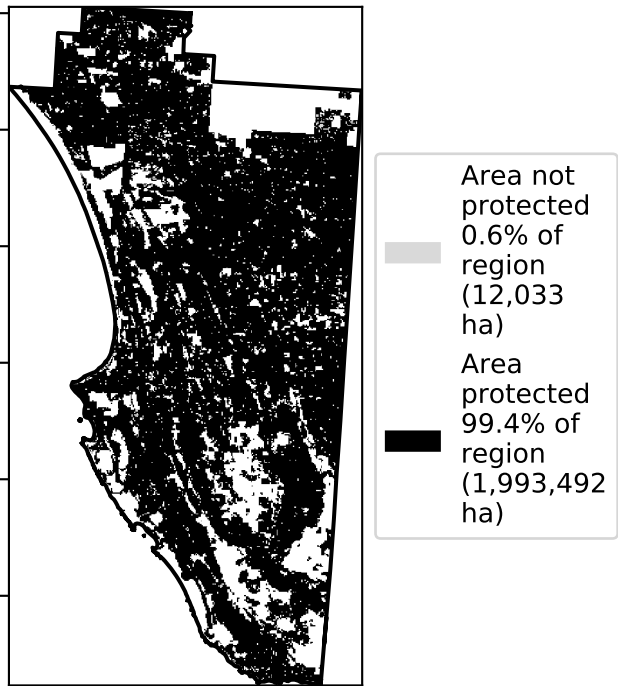 Area not
protected
0.6% of
region
(12,033
ha)
Area
protected
99.4% of
region
(1,993,492
ha)